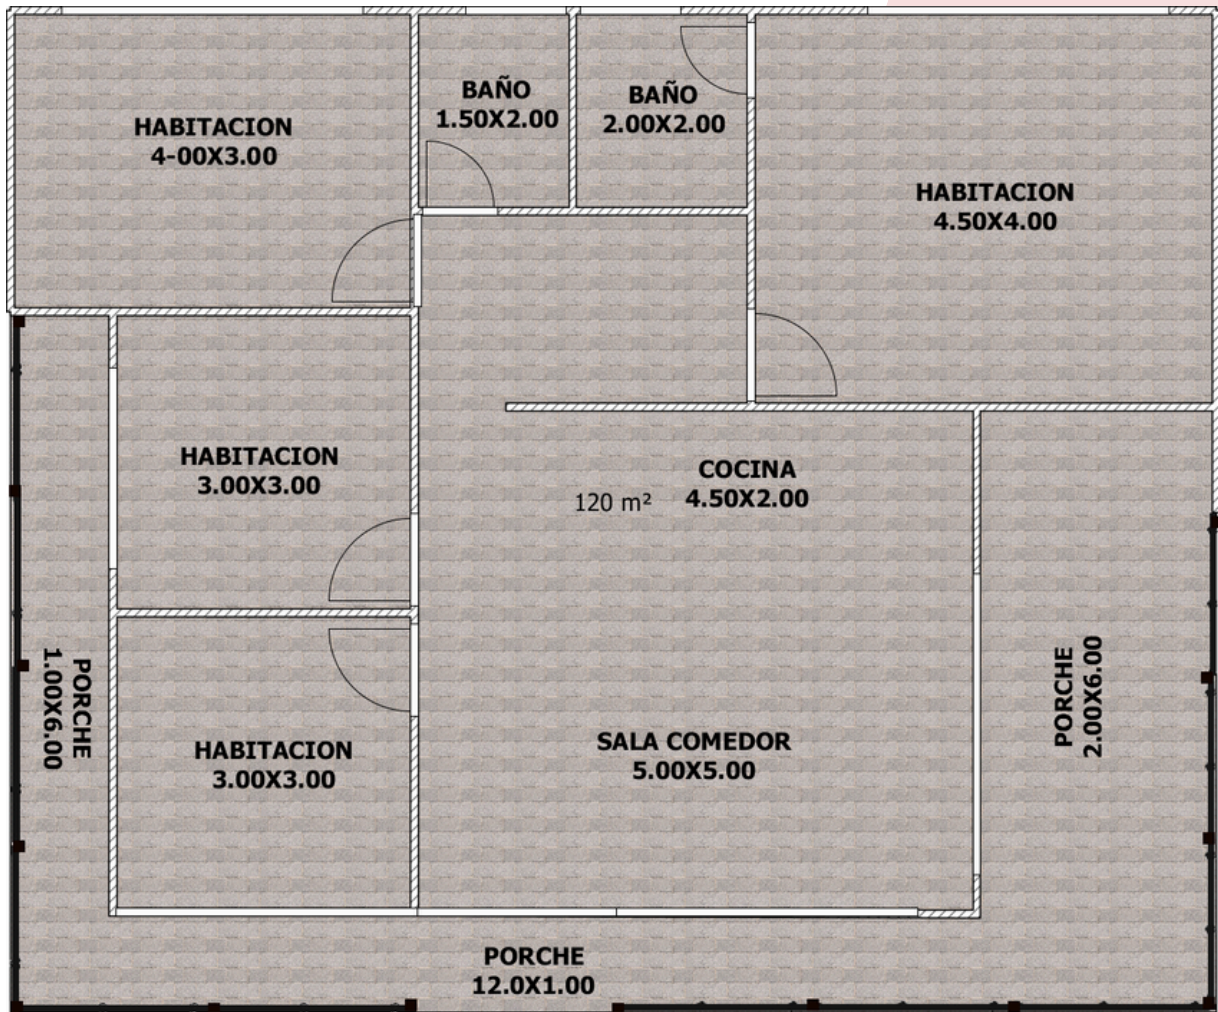 BAÑO
1.50X2.00
BAÑO
2.00X2.00
HABITACION
4-00X3.00
HABITACION
4.50X4.00
HABITACION
3.00X3.00
COCINA
4.50X2.00
120 m²
PORCHE
1.00X6.00
PORCHE
2.00X6.00
HABITACION
3.00X3.00
SALA COMEDOR
5.00X5.00
PORCHE
12.0X1.00